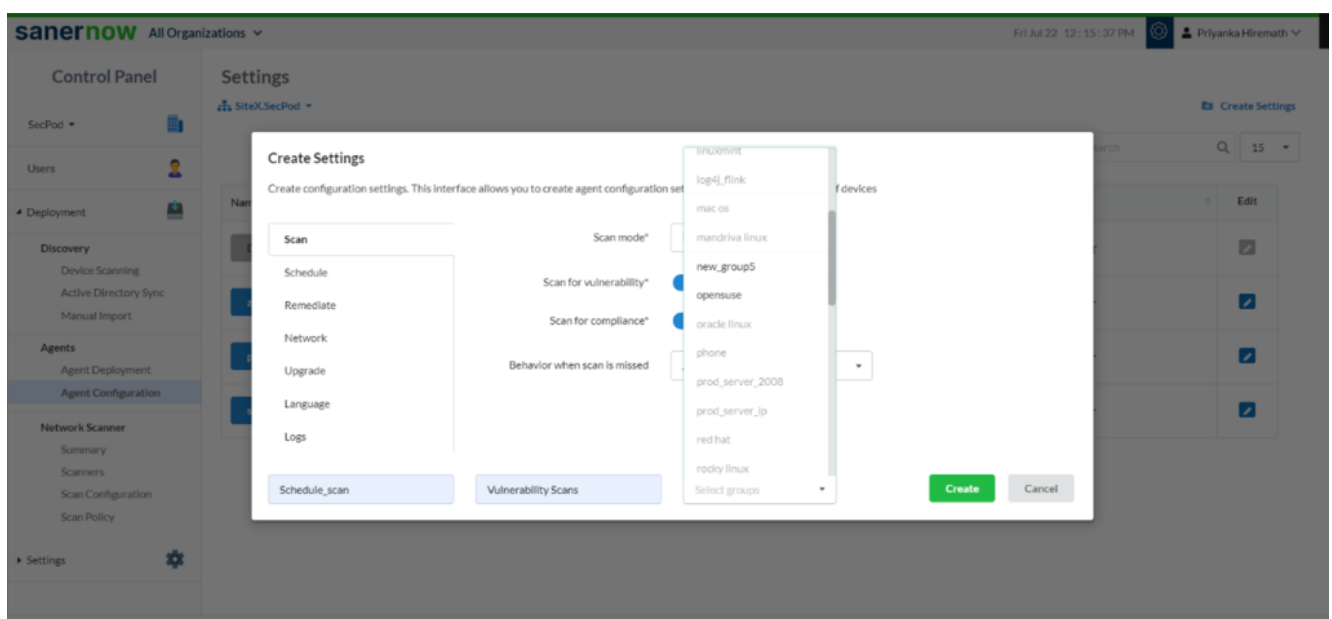 sanernow All Organizations
Fri Jul 22 12:15:37 PM
Priyanka Hiremath
Control Panel
SecPod
Users
Deployment
Discovery
Device Scanning
Active Directory Sync
Manual Import
Agents
Agent Deployment
Agent Configuration
Network Scanner
Summary
Scanners
Scan Configuration
Scan Policy
Settings
Settings
SiteX.SecPod
Create Settings
15
Edit
Create Settings
Create configuration settings. This interface allows you to create agent configuration
devices
Scan
Schedule
Remediate
Network
Upgrade
Language
Logs
Scan mode*
Scan for vulnerability*
Scan for compliance*
Behavior when scan is missed
linuxmint
log4j_flink
mac os
mandriva linux
new_group5
opensuse
oracle linux
phone
prod_server_2008
prod_server_ip
red hat
rocky linux
Schedule_scan
Vulnerability Scans
Select groups
Create
Cancel